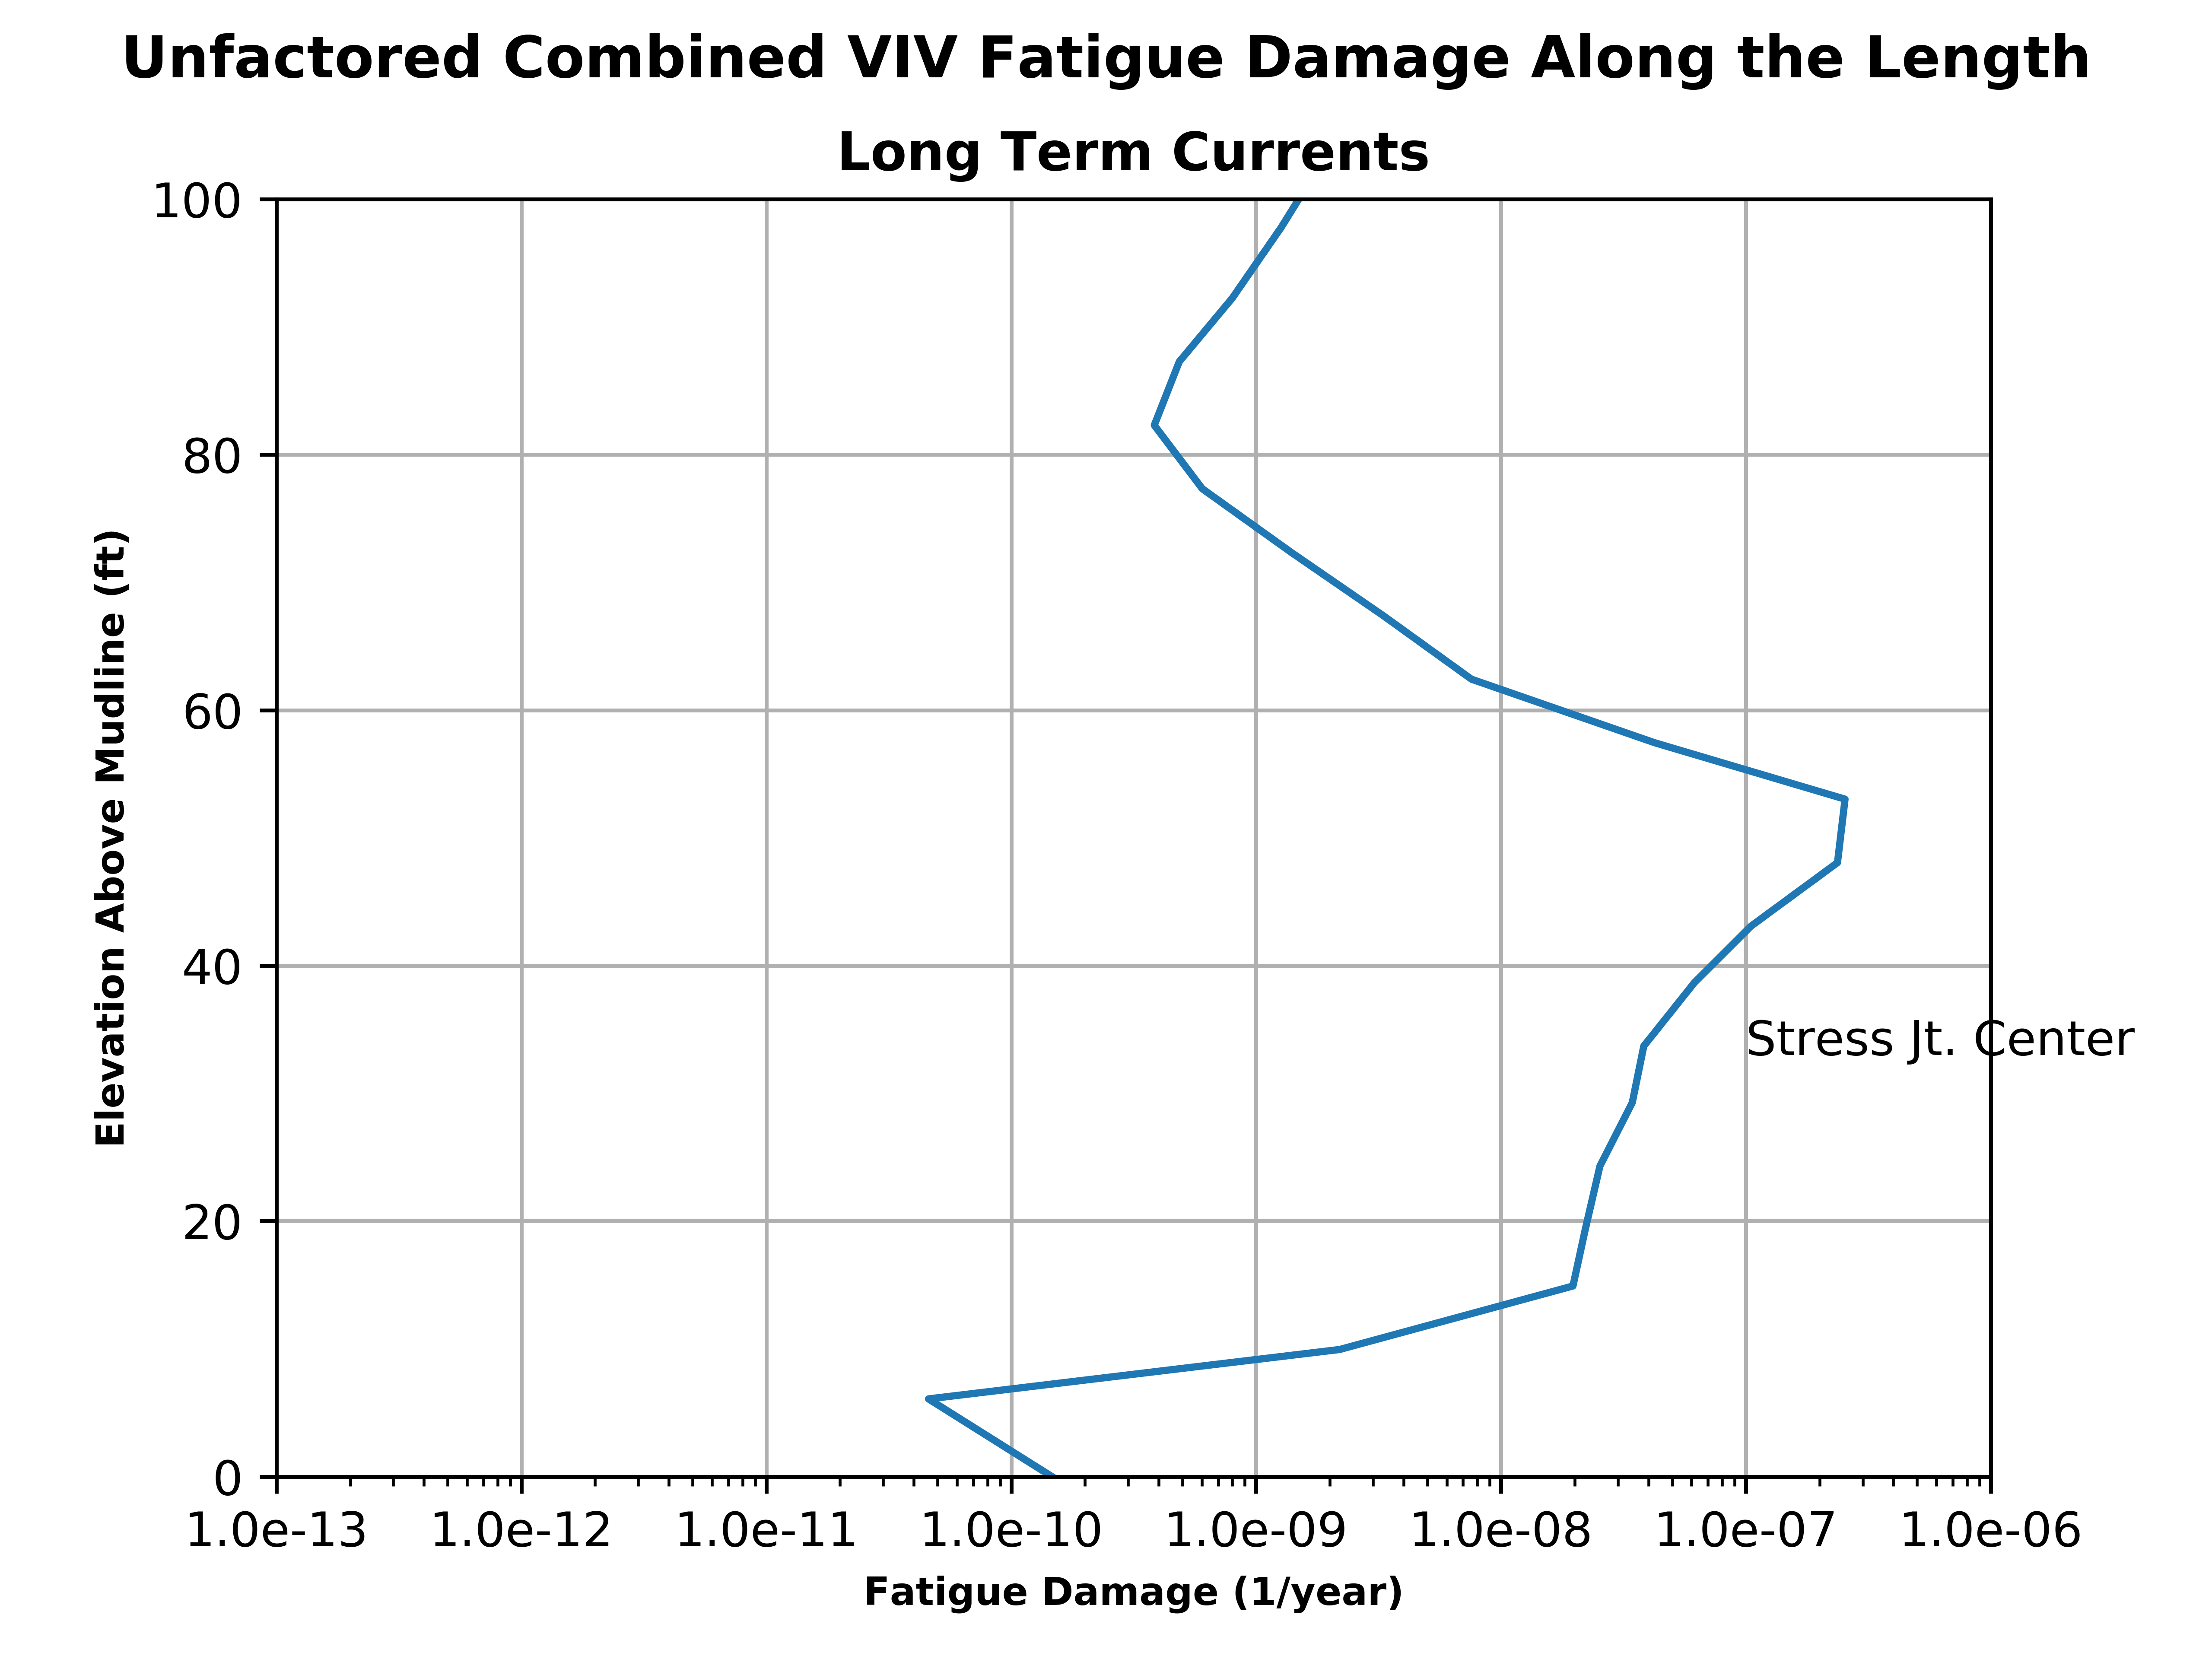 Unfactored Combined VIV Fatigue Damage Along the Length
Long Term Currents
100
80
60
40
20
0
Elevation Above Mudline (ft)
Stress Jt. Center
1.0e-13 1.0e-12 1.0e-11 1.0e-10 1.0e-09 1.0e-08 1.0e-07 1.0e-06
Fatigue Damage (1/year)